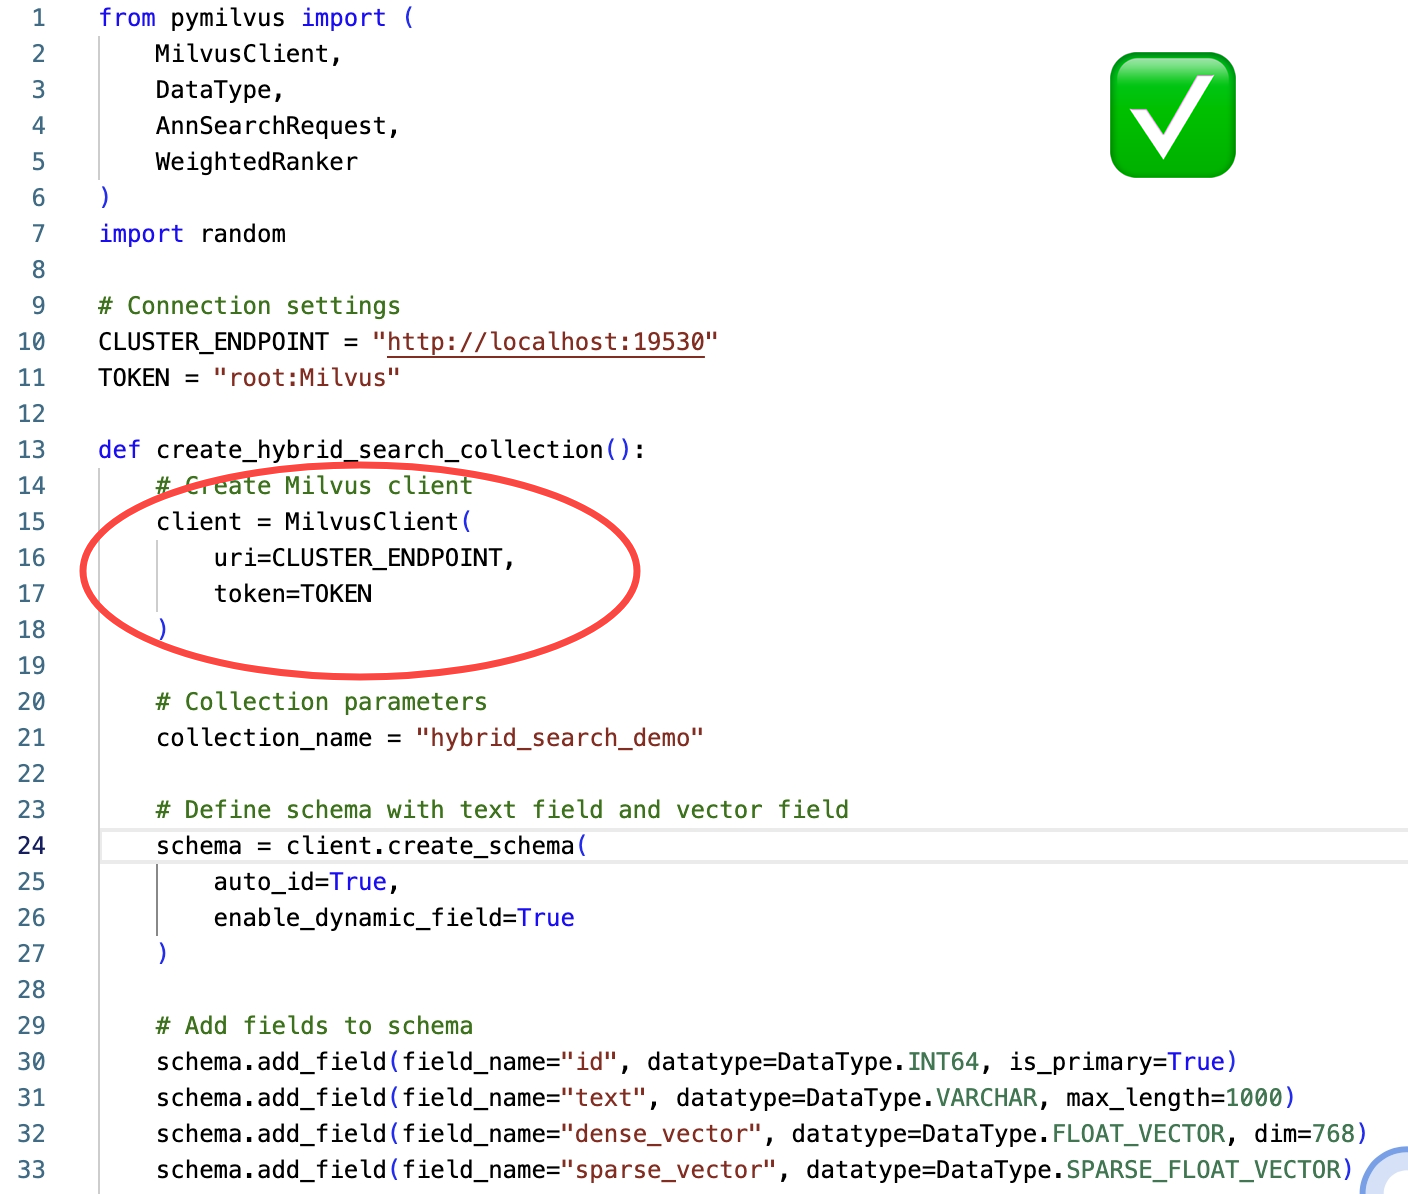 1 from pymilvus import (
2     MilvusClient,
3     DataType,
4     AnnSearchRequest,
5     WeightedRanker
6 )
7 import random
8
9 # Connection settings
10 CLUSTER_ENDPOINT = "http://localhost:19530"
11 TOKEN = "root:Milvus"
12
13 def create_hybrid_search_collection():
14     # Create Milvus client
15     client = MilvusClient(
16         uri=CLUSTER_ENDPOINT,
17         token=TOKEN
18     )
19
20     # Collection parameters
21     collection_name = "hybrid_search_demo"
22
23     # Define schema with text field and vector field
24     schema = client.create_schema(
25         auto_id=True,
26         enable_dynamic_field=True
27     )
28
29     # Add fields to schema
30     schema.add_field(field_name="id", datatype=DataType.INT64, is_primary=True)
31     schema.add_field(field_name="text", datatype=DataType.VARCHAR, max_length=1000)
32     schema.add_field(field_name="dense_vector", datatype=DataType.FLOAT_VECTOR, dim=768)
33     schema.add_field(field_name="sparse_vector", datatype=DataType.SPARSE_FLOAT_VECTOR)